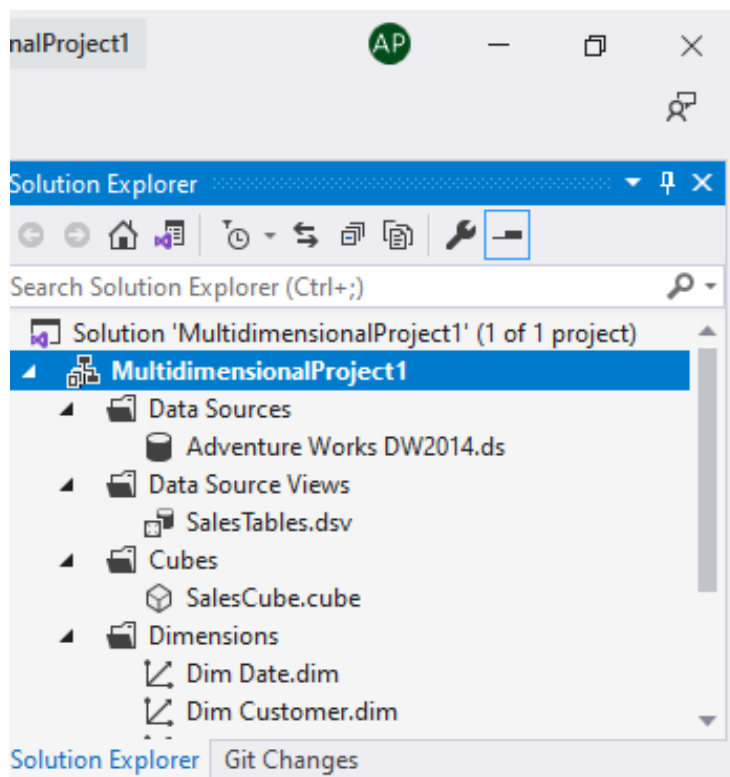 nalProject1
AP
Solution Explorer
Search Solution Explorer (Ctrl+;)
Solution 'MultidimensionalProject1' (1 of 1 project)
MultidimensionalProject1
Data Sources
Adventure Works DW2014.ds
Data Source Views
SalesTables.dsv
Cubes
SalesCube.cube
Dimensions
Dim Date.dim
Dim Customer.dim
Solution Explorer Git Changes